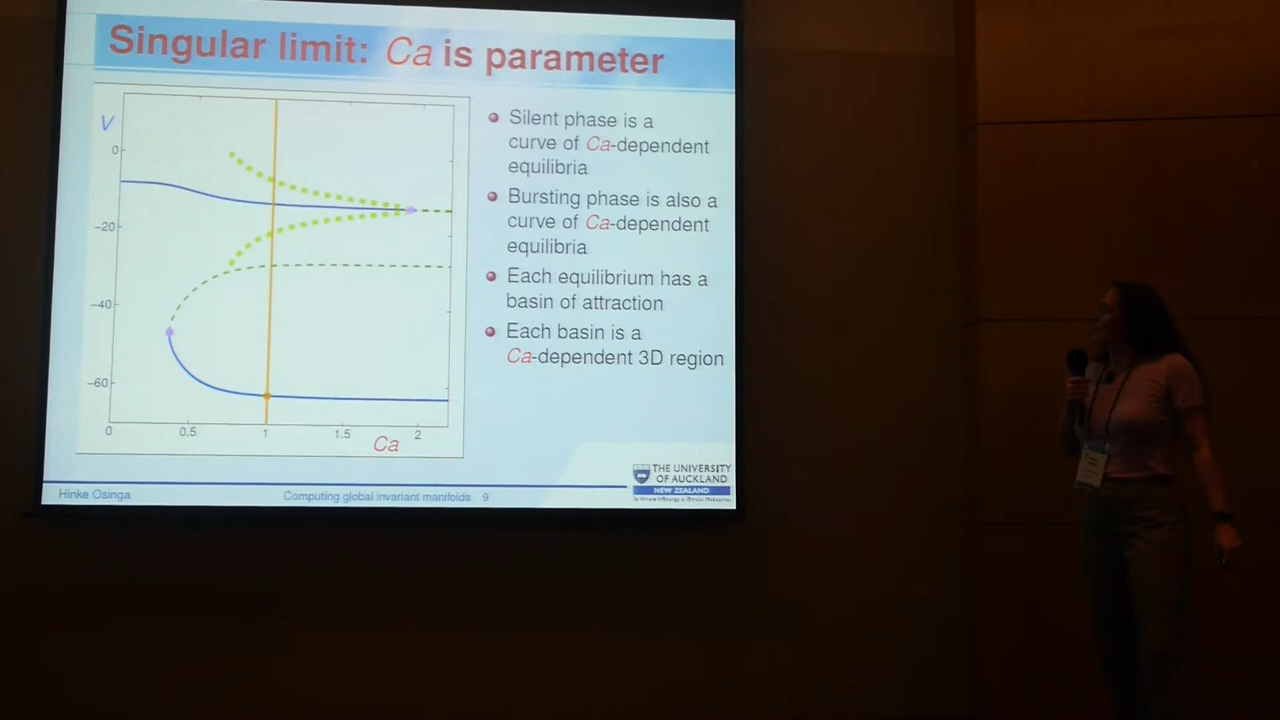 Singular limit: Ca is parameter
V
0
−20
−40
−60
0
0.5
1
1.5
2
Ca
Silent phase is a
curve of Ca-dependent
equilibria
Bursting phase is also a
curve of Ca-dependent
equilibria
Each equilibrium has a
basin of attraction
Each basin is a
Ca-dependent 3D region
Hinke Osinga
Computing global invariant manifolds 9
THE UNIVERSITY
OF AUCKLAND
NEW ZEALAND